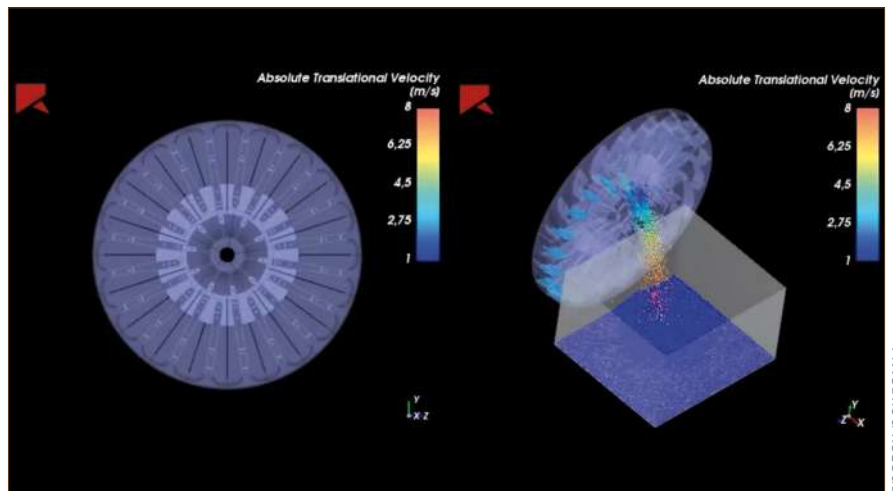 Absolute Translational Velocity
(m/s)
8
6,25
4,5
2,75
1
Y
X Z
Absolute Translational Velocity
(m/s)
8
6,25
4,5
2,75
1
Y
Z X